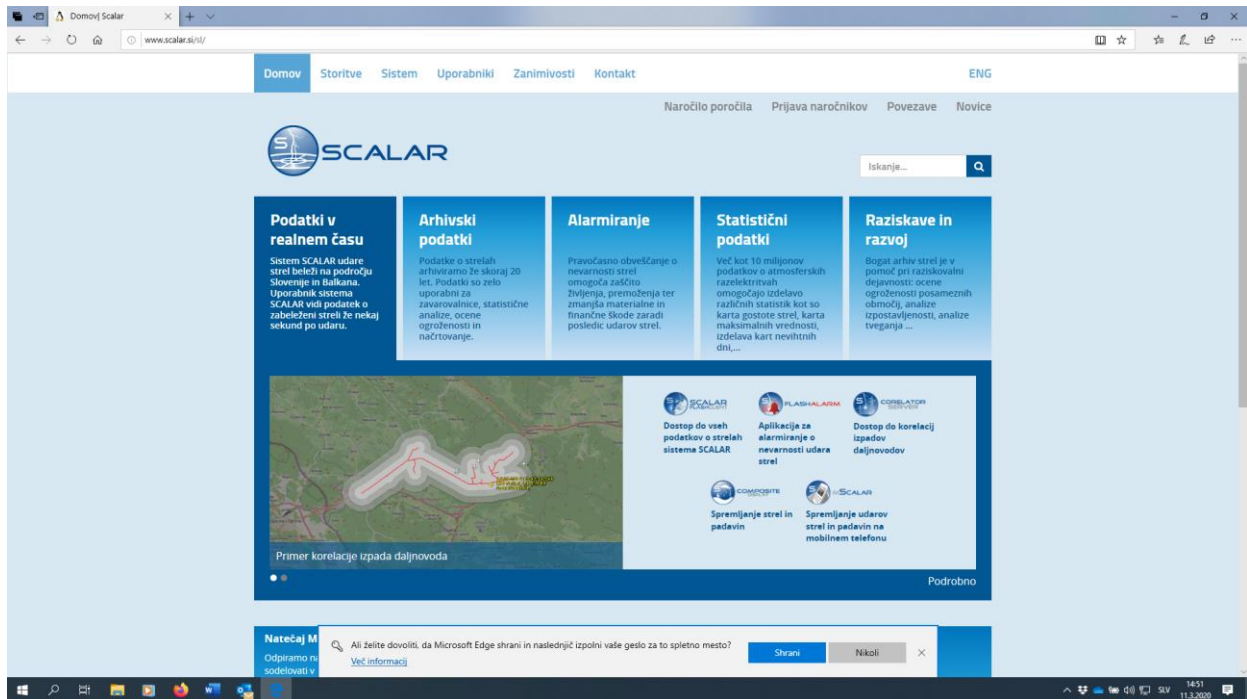 Domov| Scalar
www.scalar.si/sl/
Domov Storitve Sistem Uporabniki Zanimivosti Kontakt ENG
Naročilo poročila Prijava naročnikov Povezave Novice
SCALAR
Iskanje...
Podatki v
realnem času
Sistem SCALAR udare
strel beleži na področju
Slovenije in Balkana.
Uporabnik sistema
SCALAR vidi podatek o
zabeleženi streli že nekaj
sekund po udaru.
Arhivski
podatki
Podatke o strelah
arhiviramo že skoraj 20
let. Podatki so zelo
uporabni za
zavarovalnice, statistične
analize, ocene
ogroženosti in
načrtovanje.
Alarmiranje
Pravočasno obveščanje o
nevarnosti strel
omogoča zaščito
življenja, premoženja ter
zmanjša materialne in
finančne škode zaradi
posledic udarov strel.
Statistični
podatki
Več kot 10 milijonov
podatkov o atmosferskih
razelektritvah
omogočajo izdelavo
različnih statistik kot so
karta gostote strel, karta
maksimalnih vrednosti,
izdelava kart nevihtnih
dni,...
Raziskave in
razvoj
Bogat arhiv strel je v
pomoč pri raziskovalni
dejavnosti: ocene
ogroženosti posameznih
območij, analize
izpostavljenosti, analize
tveganja ...
Primer korelacije izpada daljnovoda
SCALAR
Dostop do vseh
podatkov o strelah
sistema SCALAR
FLASHALARM
Aplikacija za
alarmiranje o
nevarnosti udara
strel
CORELATOR
SERVER
Dostop do korelacij
izpadov
daljnovodov
COMPOSITE
Spremljanje strel in
padavin
SCALAR
Spremljanje udarov
strel in padavin na
mobilnem telefonu
Podrobno
Natečaj M
Odpiramo na
sodelovati v
Ali želite dovoliti, da Microsoft Edge shrani in naslednjič izpolni vaše geslo za to spletno mesto?
Več informacij
Shrani Nikoli
SLV
14:51
11.3.2020